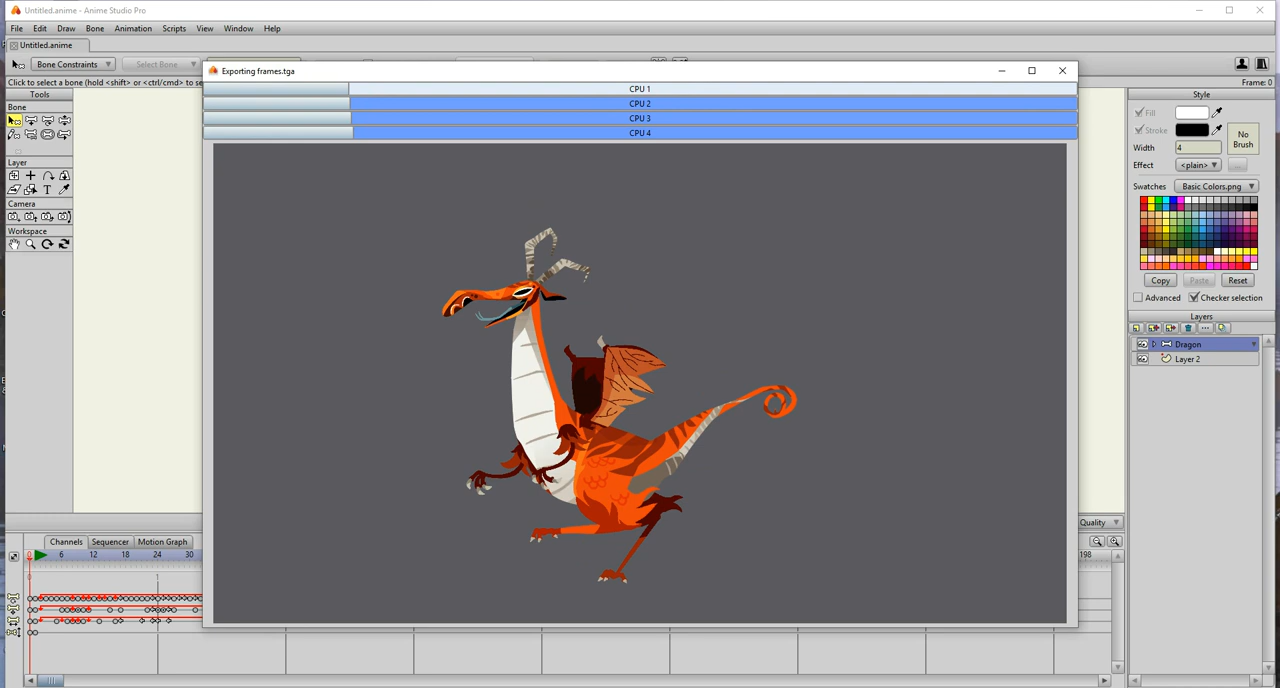 Untitled.anime - Anime Studio Pro
File Edit Draw Bone Animation Scripts View Window Help
Untitled.anime
Bone Constraints Select Bone
Click to select a bone (hold <shift> or <ctrl/cmd> to se
Frame: 0
Tools
Bone
Layer
T
Camera
Workspace
Exporting frames.tga
CPU 1
CPU 2
CPU 3
CPU 4
Style
Fill
Stroke
No
Brush
Width 4
Effect <plain> ...
Swatches Basic Colors.png
Copy Paste Reset
Advanced Checker selection
Layers
Dragon
Layer 2
Quality
Channels Sequencer Motion Graph
0 6 12 18 24 30
198
0 1